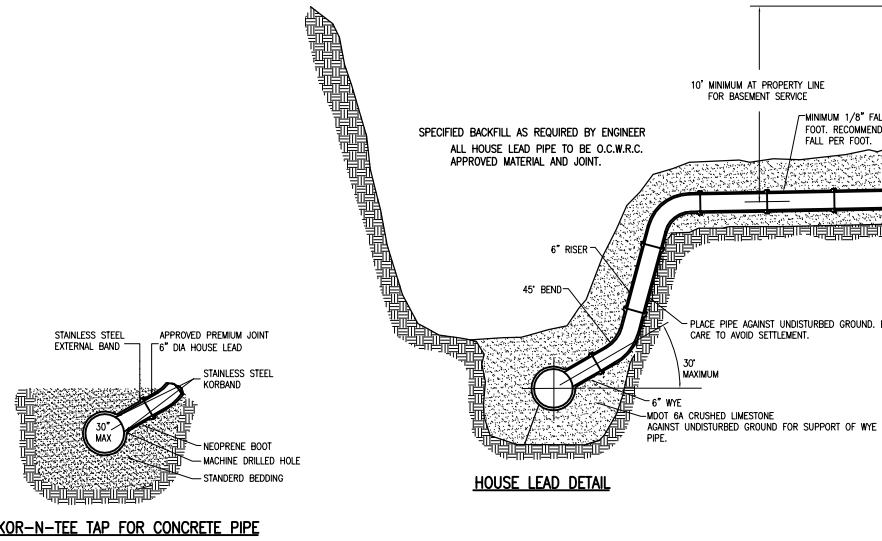 10' MINIMUM AT PROPERTY LINE
FOR BASEMENT SERVICE
MINIMUM 1/8" FAL
FOOT. RECOMMEND
FALL PER FOOT.
SPECIFIED BACKFILL AS REQUIRED BY ENGINEER
ALL HOUSE LEAD PIPE TO BE O.C.W.R.C.
APPROVED MATERIAL AND JOINT.
6" RISER
45° BEND
PLACE PIPE AGAINST UNDISTURBED GROUND.
CARE TO AVOID SETTLEMENT.
30°
MAXIMUM
6" WYE
MDOT 6A CRUSHED LIMESTONE
AGAINST UNDISTURBED GROUND FOR SUPPORT OF WYE
PIPE.
HOUSE LEAD DETAIL
STAINLESS STEEL
EXTERNAL BAND
APPROVED PREMIUM JOINT
6" DIA HOUSE LEAD
STAINLESS STEEL
KORBAND
30"
MAX
NEOPRENE BOOT
MACHINE DRILLED HOLE
STANDERD BEDDING
KOR-N-TEE TAP FOR CONCRETE PIPE